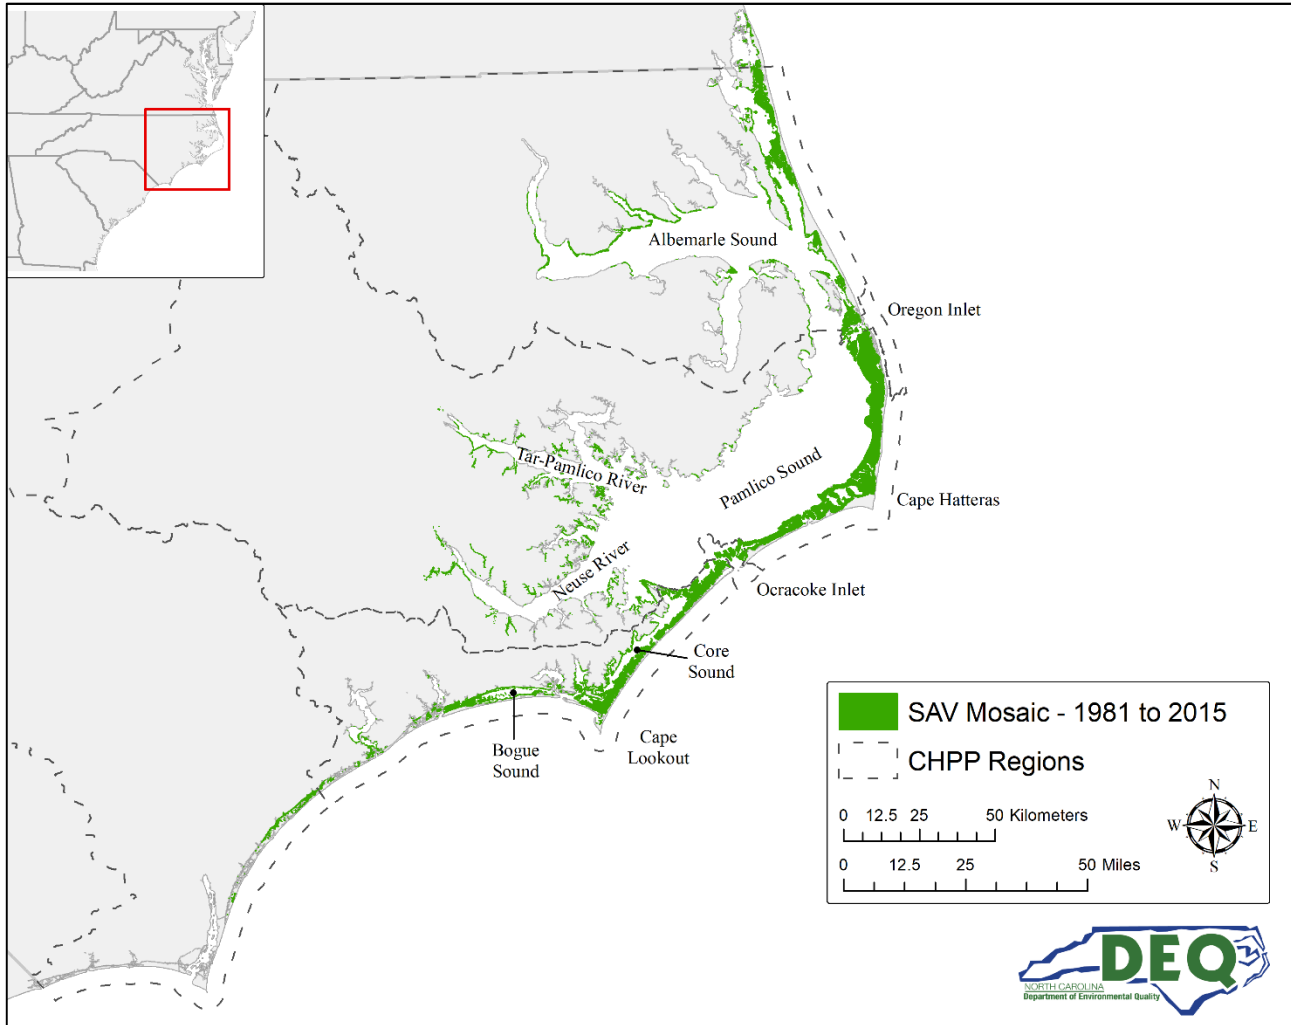 Albemarle Sound
Oregon Inlet
Tar-Pamlico River
Pamlico Sound
Cape Hatteras
Neuse River
Ocracoke Inlet
Core
Sound
Bogue
Sound
Cape
Lookout
SAV Mosaic - 1981 to 2015
CHPP Regions
0 12.5 25 50 Kilometers
0 12.5 25 50 Miles
N
W E
S
DEQ
NORTH CAROLINA
Department of Environmental Quality